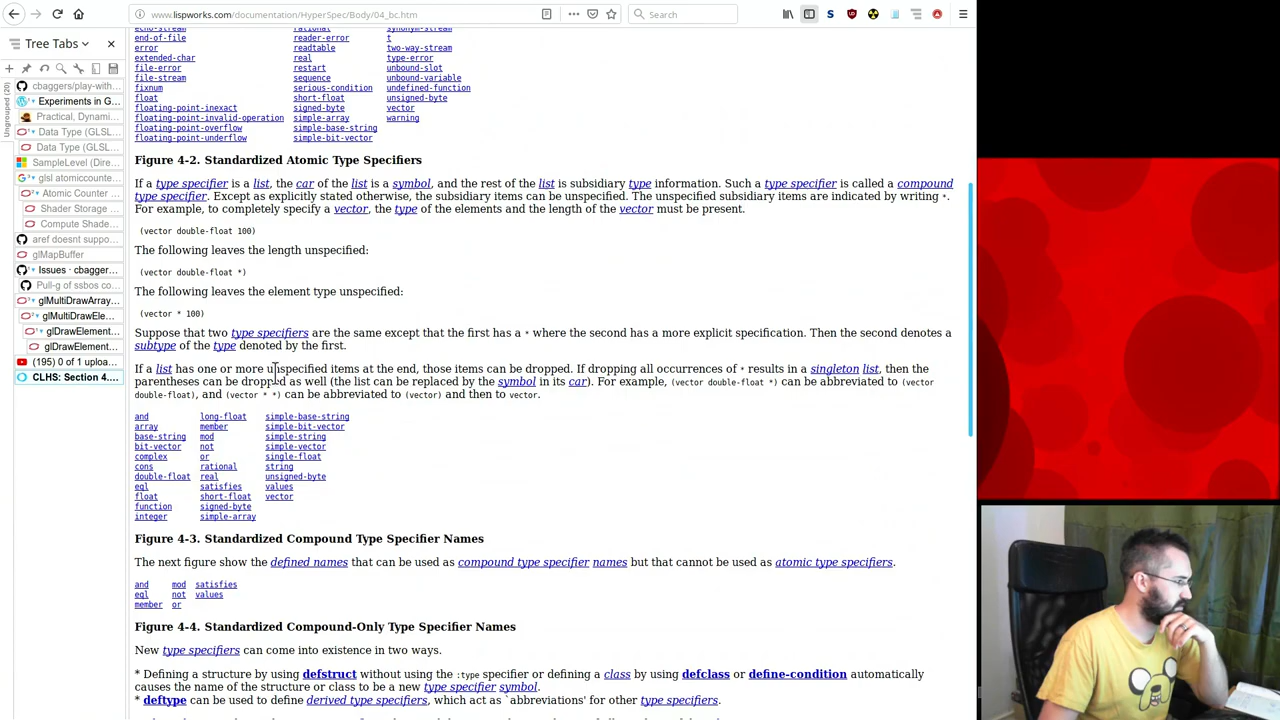 www.lispworks.com/documentation/HyperSpec/Body/04_bc.htm
Search
Tree Tabs
Ungrouped (20)
cbaggers/play-with...
Experiments in G...
Practical, Dynami...
Data Type (GLSL...
Data Type (GLSL...
SampleLevel (Dire...
glsl atomiccounte...
Atomic Counter ...
Shader Storage ...
Compute Shade...
aref doesnt suppo...
glMapBuffer
Issues · cbagger...
Pull-g of ssbos co...
glMultiDrawArray...
glMultiDrawEle...
glDrawElement...
glDrawElement...
(195) 0 of 1 uploa...
CLHS: Section 4....
echo-stream rational synonym-stream
end-of-file reader-error t
error readtable two-way-stream
extended-char real type-error
file-error restart unbound-slot
file-stream sequence unbound-variable
fixnum serious-condition undefined-function
float short-float unsigned-byte
floating-point-inexact signed-byte vector
floating-point-invalid-operation simple-array warning
floating-point-overflow simple-base-string
floating-point-underflow simple-bit-vector
Figure 4-2. Standardized Atomic Type Specifiers
If a type specifier is a list, the car of the list is a symbol, and the rest of the list is subsidiary type information. Such a type specifier is called a compound
type specifier. Except as explicitly stated otherwise, the subsidiary items can be unspecified. The unspecified subsidiary items are indicated by writing *.
For example, to completely specify a vector, the type of the elements and the length of the vector must be present.
(vector double-float 100)
The following leaves the length unspecified:
(vector double-float *)
The following leaves the element type unspecified:
(vector * 100)
Suppose that two type specifiers are the same except that the first has a * where the second has a more explicit specification. Then the second denotes a
subtype of the type denoted by the first.
If a list has one or more unspecified items at the end, those items can be dropped. If dropping all occurrences of * results in a singleton list, then the
parentheses can be dropped as well (the list can be replaced by the symbol in its car). For example, (vector double-float *) can be abbreviated to (vector
double-float), and (vector * *) can be abbreviated to (vector) and then to vector.
and long-float simple-base-string
array member simple-bit-vector
base-string mod simple-string
bit-vector not simple-vector
complex or single-float
cons rational string
double-float real unsigned-byte
eql satisfies values
float short-float vector
function signed-byte
integer simple-array
Figure 4-3. Standardized Compound Type Specifier Names
The next figure show the defined names that can be used as compound type specifier names but that cannot be used as atomic type specifiers.
and mod satisfies
eql not values
member or
Figure 4-4. Standardized Compound-Only Type Specifier Names
New type specifiers can come into existence in two ways.
* Defining a structure by using defstruct without using the :type specifier or defining a class by using defclass or define-condition automatically
causes the name of the structure or class to be a new type specifier symbol.
* deftype can be used to define derived type specifiers, which act as `abbreviations' for other type specifiers.